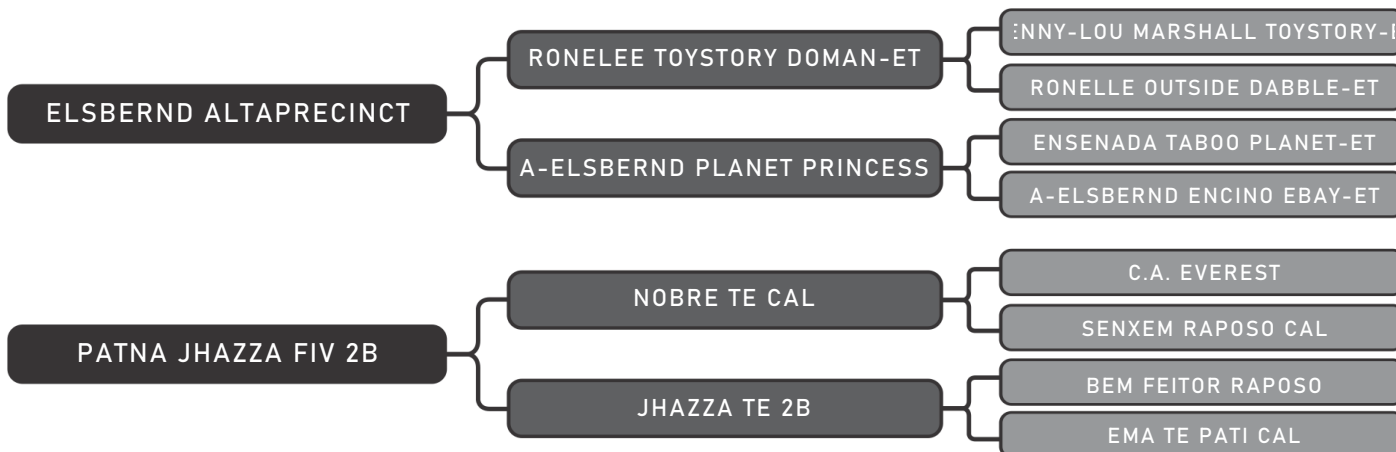 ELSBERND ALTAPRECINCT
RONELEE TOYSTORY DOMAN-ET
MARSHALL
RONELLE OUTSIDE DABBLE-ET
A-ELSBERND PLANET PRINCESS
ENSENADA TABOO PLANET-ET
A-ELSBERND ENCINO EBAY-ET
PATNA JHAZZA FIV 2B
NOBRE TE CAL
C.A. EVEREST
SENXEM RAPOSO CAL
JHAZZA TE 2B
BEM FEITOR RAPOSO
EMA TE PATI CAL